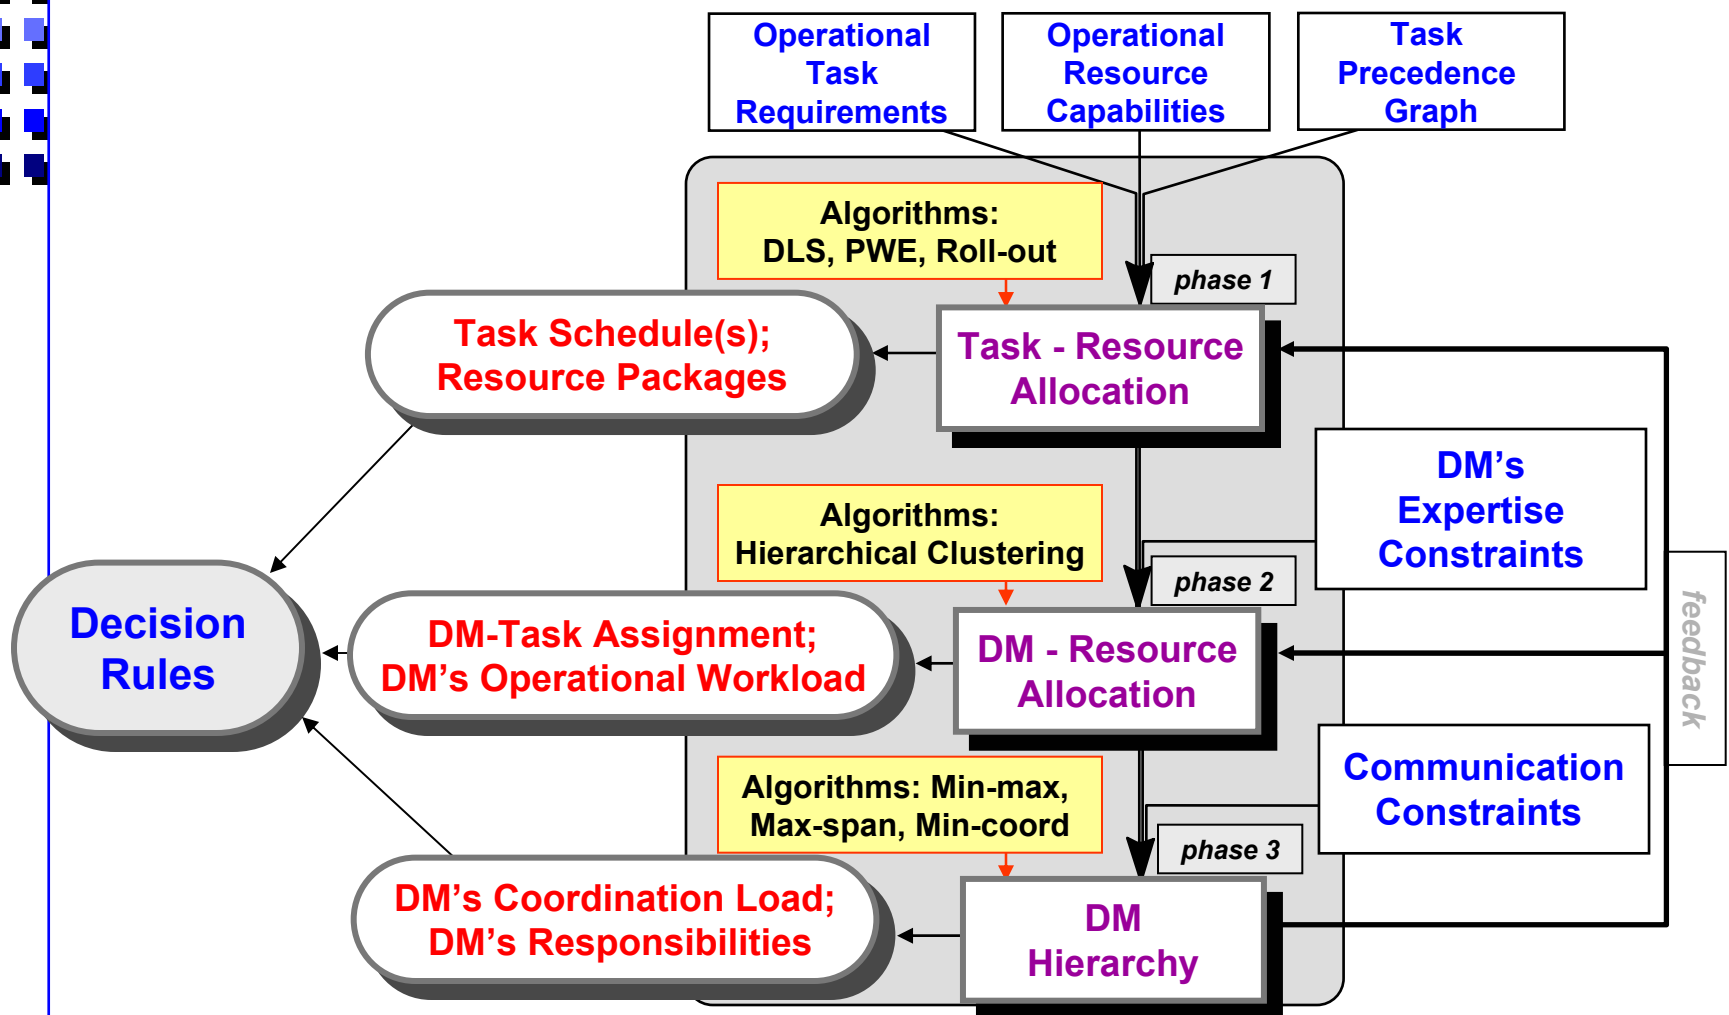 Operational
Task
Requirements
Operational
Resource
Capabilities
Task
Precedence
Graph
Algorithms:
DLS, PWE, Roll-out
phase 1
Task Schedule(s);
Resource Packages
Task - Resource
Allocation
DM’s
Expertise
Constraints
Algorithms:
Hierarchical Clustering
phase 2
feedback
Decision
Rules
DM-Task Assignment;
DM’s Operational Workload
DM - Resource
Allocation
Communication
Constraints
Algorithms: Min-max,
Max-span, Min-coord
phase 3
DM’s Coordination Load;
DM’s Responsibilities
DM
Hierarchy